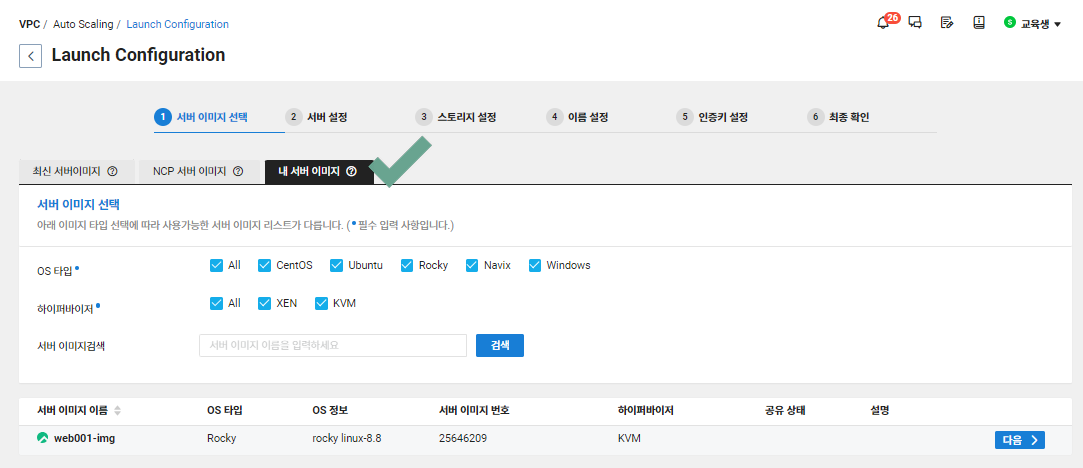 VPC / Auto Scaling / Launch Configuration
26
S 교육생
Launch Configuration
1 서버 이미지 선택 2 서버 설정 3 스토리지 설정 4 이름 설정 5 인증키 설정 6 최종 확인
최신 서버이미지 ? NCP 서버 이미지 ? 내 서버 이미지 ?
서버 이미지 선택
아래 이미지 타입 선택에 따라 사용가능한 서버 이미지 리스트가 다릅니다. (•필수 입력 사항입니다.)
OS 타입• All CentOS Ubuntu Rocky Navix Windows
하이퍼바이저• All XEN KVM
서버 이미지검색 서버 이미지 이름을 입력하세요 검색
서버 이미지 이름 OS 타입 OS 정보 서버 이미지 번호 하이퍼바이저 공유 상태 설명
web001-img Rocky rocky linux-8.8 25646209 KVM 다음 >